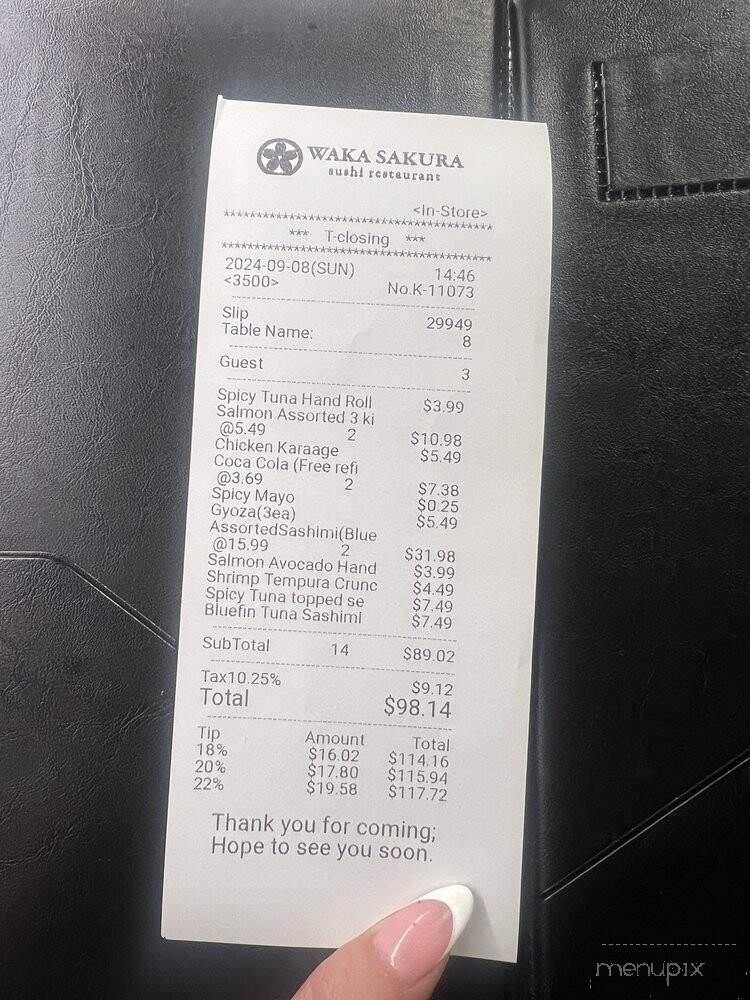 WAKA SAKURA
sushi restaurant
<In-Store>
****************************************
*** T-closing ***
****************************************
2024-09-08(SUN) 14:46
<3500> No.K-11073
Slip 29949
Table Name: 8
Guest 3
Spicy Tuna Hand Roll $3.99
Salmon Assorted 3 ki
@5.49 2 $10.98
Chicken Karaage $5.49
Coca Cola (Free refi
@3.69 2 $7.38
Spicy Mayo $0.25
Gyoza(3ea) $5.49
AssortedSashimi(Blue
@15.99 2 $31.98
Salmon Avocado Hand $3.99
Shrimp Tempura Crunc $4.49
Spicy Tuna topped se $7.49
Bluefin Tuna Sashimi $7.49
SubTotal 14 $89.02
Tax10.25% $9.12
Total $98.14
Tip Amount Total
18% $16.02 $114.16
20% $17.80 $115.94
22% $19.58 $117.72
Thank you for coming;
Hope to see you soon.
menupix